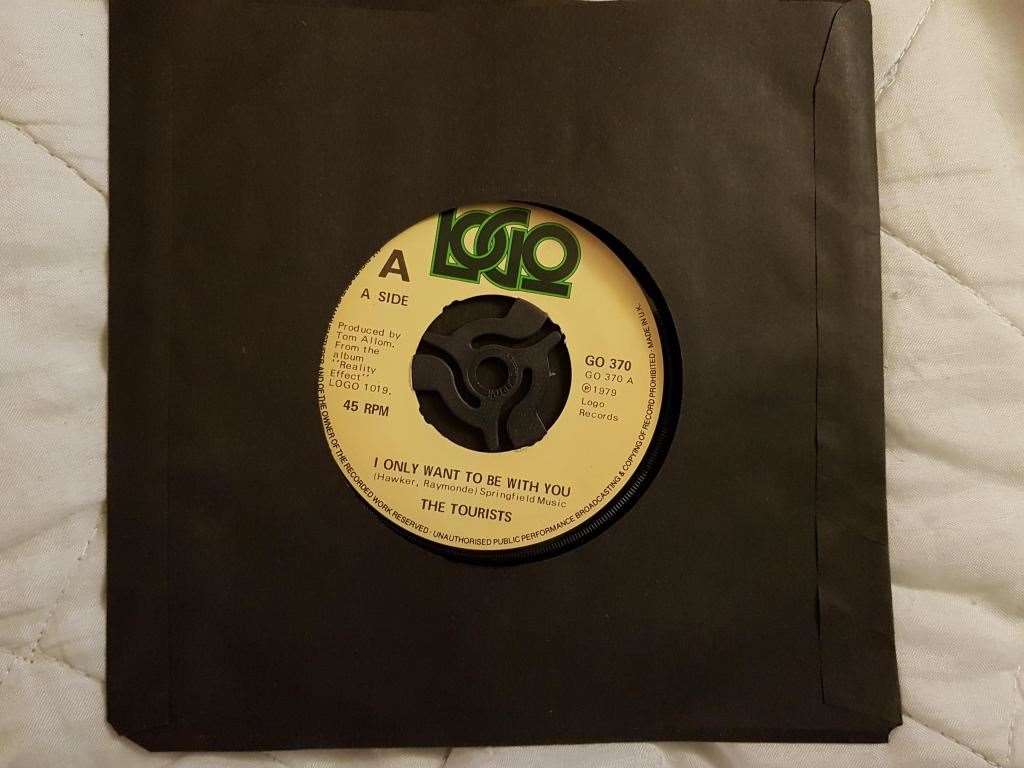 LOGO
A
A SIDE
Produced by
Tom Allom.
From the
album
"Reality
Effect"
LOGO 1019.
45 RPM
GO 370
GO 370 A
Ⓟ1979
Logo
Records
I ONLY WANT TO BE WITH YOU
(Hawker, Raymonde) Springfield Music
THE TOURISTS
OWNER OF THE RECORDED WORK RESERVED · UNAUTHORISED PUBLIC PERFORMANCE BROADCASTING & COPYING OF RECORD PROHIBITED · MADE IN U.K.